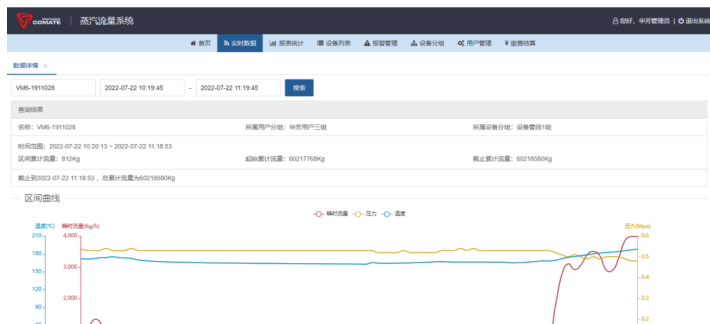 COMATE 蒸汽流量系统 您好，华芳管理员 | 退出系统
首页 实时数据 报表统计 设备列表 报警管理 设备分组 用户管理 ¥ 缴费结算
数据详情 ×
VM6-1911028 2022-07-22 10:19:45 - 2022-07-22 11:19:45 搜索
查询结果
名称：VM6-1911028 所属用户分组：华芳用户三组 所属设备分组：设备管线1组
时间范围：2022-07-22 10:20:13 ~ 2022-07-22 11:18:53
区间累计流量：812Kg 起始累计流量：60217768Kg 截止累计流量：60218580Kg
截止到2022-07-22 11:18:53 ，总累计流量为60218580Kg
区间曲线
瞬时流量 压力 温度
温度(℃) 瞬时流量(Kg/h) 压力(Mpa)
210 4,000 0.6
180 0.5
150 3,000
0.4
120
2,000 0.3
90
0.2